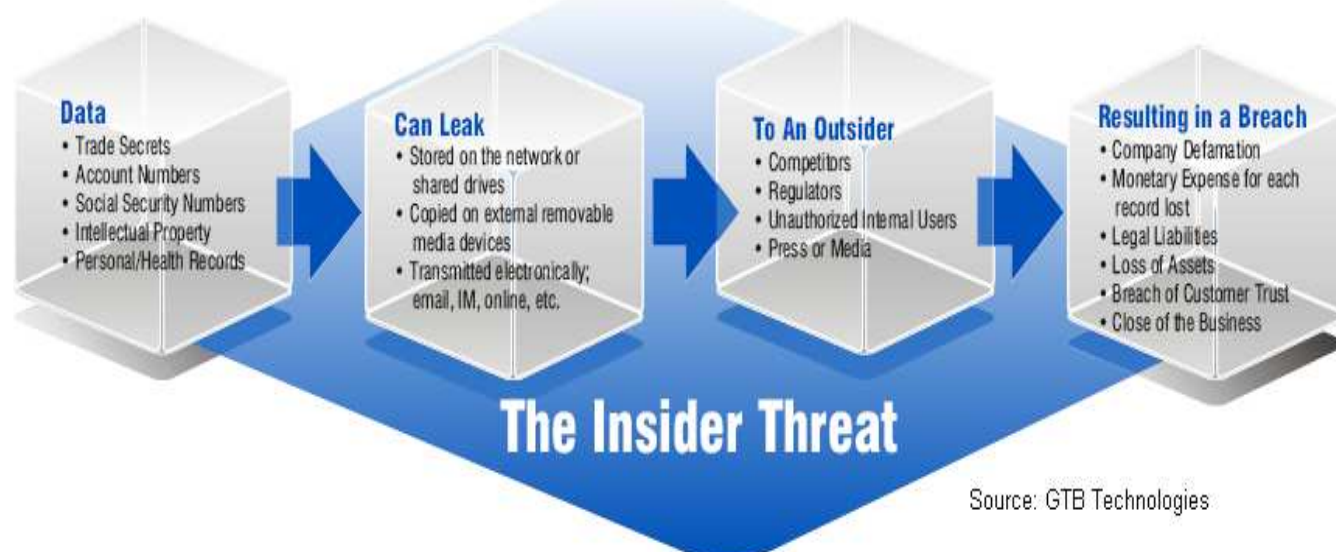 Data
• Trade Secrets
• Account Numbers
• Social Security Numbers
• Intellectual Property
• Personal/Health Records
Can Leak
• Stored on the network or
shared drives
• Copied on external removable
media devices
• Transmitted electronically;
email, IM, online, etc.
To An Outsider
• Competitors
• Regulators
• Unauthorized Internal Users
• Press or Media
Resulting in a Breach
• Company Defamation
• Monetary Expense for each
record lost
• Legal Liabilities
• Loss of Assets
• Breach of Customer Trust
• Close of the Business
The Insider Threat
Source: GTB Technologies